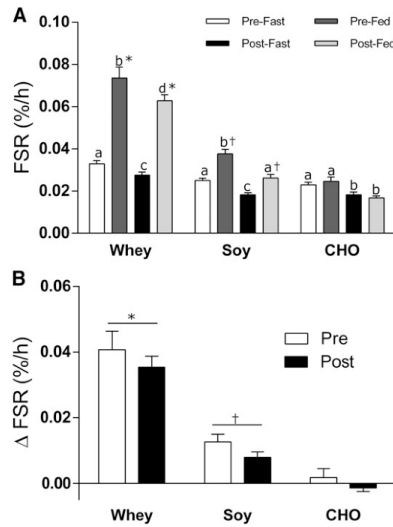 A
Pre-Fast Pre-Fed
Post-Fast Post-Fed
FSR (%/h)
0.10
0.08
0.06
0.04
0.02
0.00
a b* c d*
a b† c a†
a a b b
Whey Soy CHO
B
Δ FSR (%/h)
0.06
0.04
0.02
0.00
*
†
Pre
Post
Whey Soy CHO